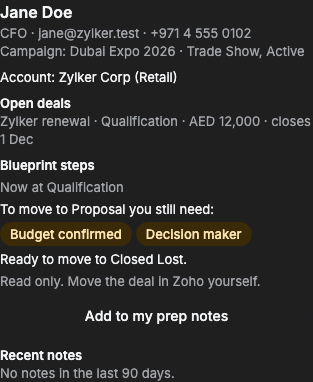 Jane Doe
CFO · jane@zylker.test · +971 4 555 0102
Campaign: Dubai Expo 2026 · Trade Show, Active
Account: Zylker Corp (Retail)
Open deals
Zylker renewal · Qualification · AED 12,000 · closes
1 Dec
Blueprint steps
Now at Qualification
To move to Proposal you still need:
Budget confirmed Decision maker
Ready to move to Closed Lost.
Read only. Move the deal in Zoho yourself.
Add to my prep notes
Recent notes
No notes in the last 90 days.